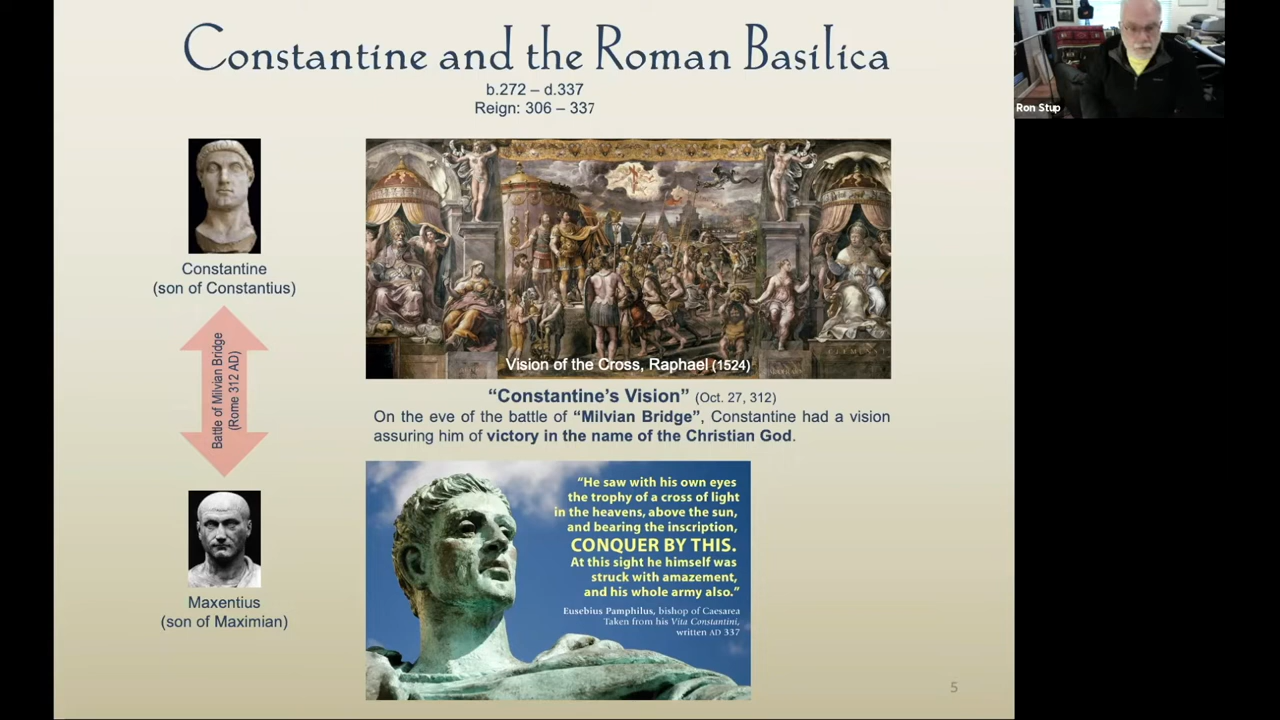 Constantine and the Roman Basilica
b.272 – d.337
Reign: 306 – 337
Ron Stup
Constantine
(son of Constantius)
Battle of Milvian Bridge
(Rome 312 AD)
Maxentius
(son of Maximian)
Vision of the Cross, Raphael (1524)
“Constantine’s Vision” (Oct. 27, 312)
On the eve of the battle of “Milvian Bridge”, Constantine had a vision
assuring him of victory in the name of the Christian God.
“He saw with his own eyes
the trophy of a cross of light
in the heavens, above the sun,
and bearing the inscription,
CONQUER BY THIS.
At this sight he himself was
struck with amazement,
and his whole army also.”
Eusebius Pamphilus, bishop of Caesarea
Taken from his Vita Constantini,
written AD 337
5